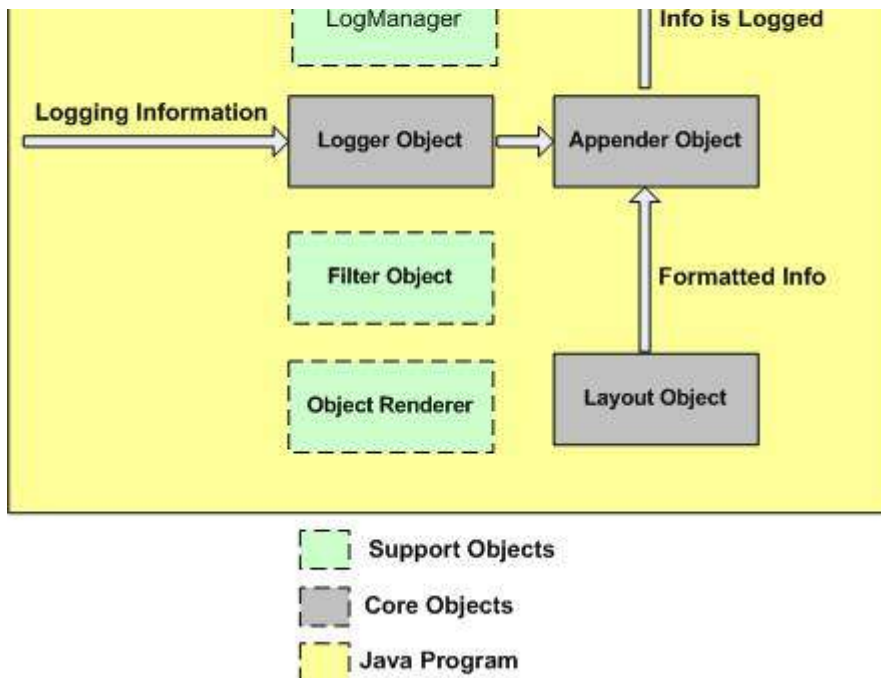 LogManager
Info is Logged
Logging Information
Logger Object
Appender Object
Filter Object
Formatted Info
Object Renderer
Layout Object
Support Objects
Core Objects
Java Program